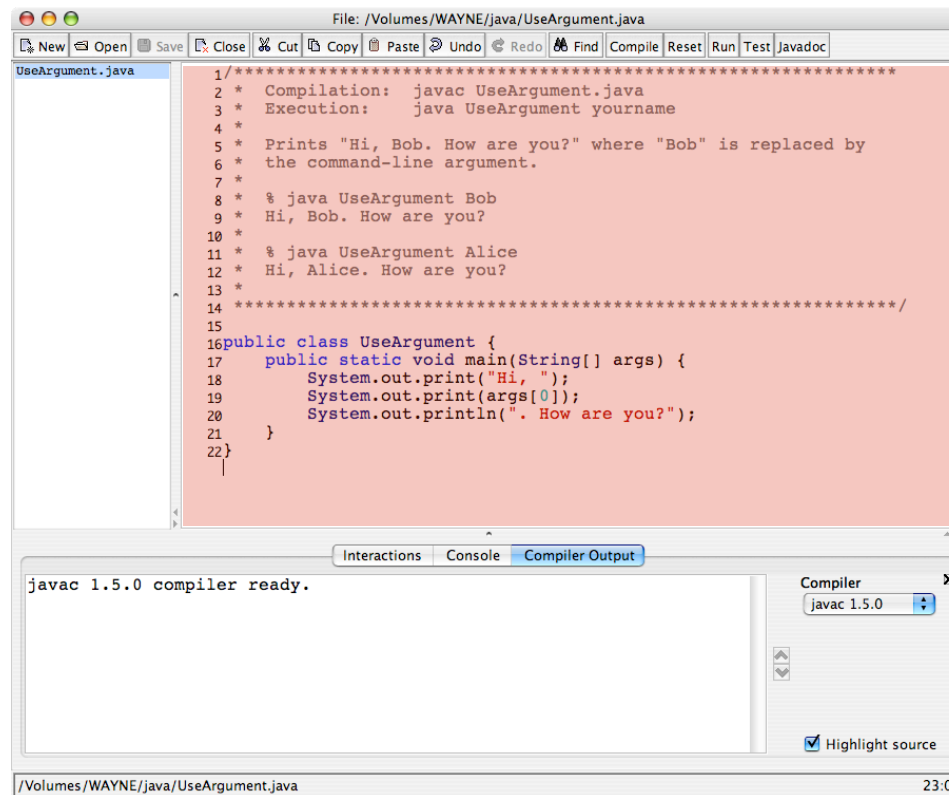 File: /Volumes/WAYNE/java/UseArgument.java
New Open Save Close Cut Copy Paste Undo Redo Find Compile Reset Run Test Javadoc
UseArgument.java
1/***************************************************************
2 *  Compilation:  javac UseArgument.java
3 *  Execution:    java UseArgument yourname
4 *
5 *  Prints "Hi, Bob. How are you?" where "Bob" is replaced by
6 *  the command-line argument.
7 *
8 *  % java UseArgument Bob
9 *  Hi, Bob. How are you?
10 *
11 *  % java UseArgument Alice
12 *  Hi, Alice. How are you?
13 *
14 ***************************************************************/
15
16public class UseArgument {
17    public static void main(String[] args) {
18        System.out.print("Hi, ");
19        System.out.print(args[0]);
20        System.out.println(". How are you?");
21    }
22}
Interactions Console Compiler Output
javac 1.5.0 compiler ready.
Compiler
javac 1.5.0
Highlight source
/Volumes/WAYNE/java/UseArgument.java